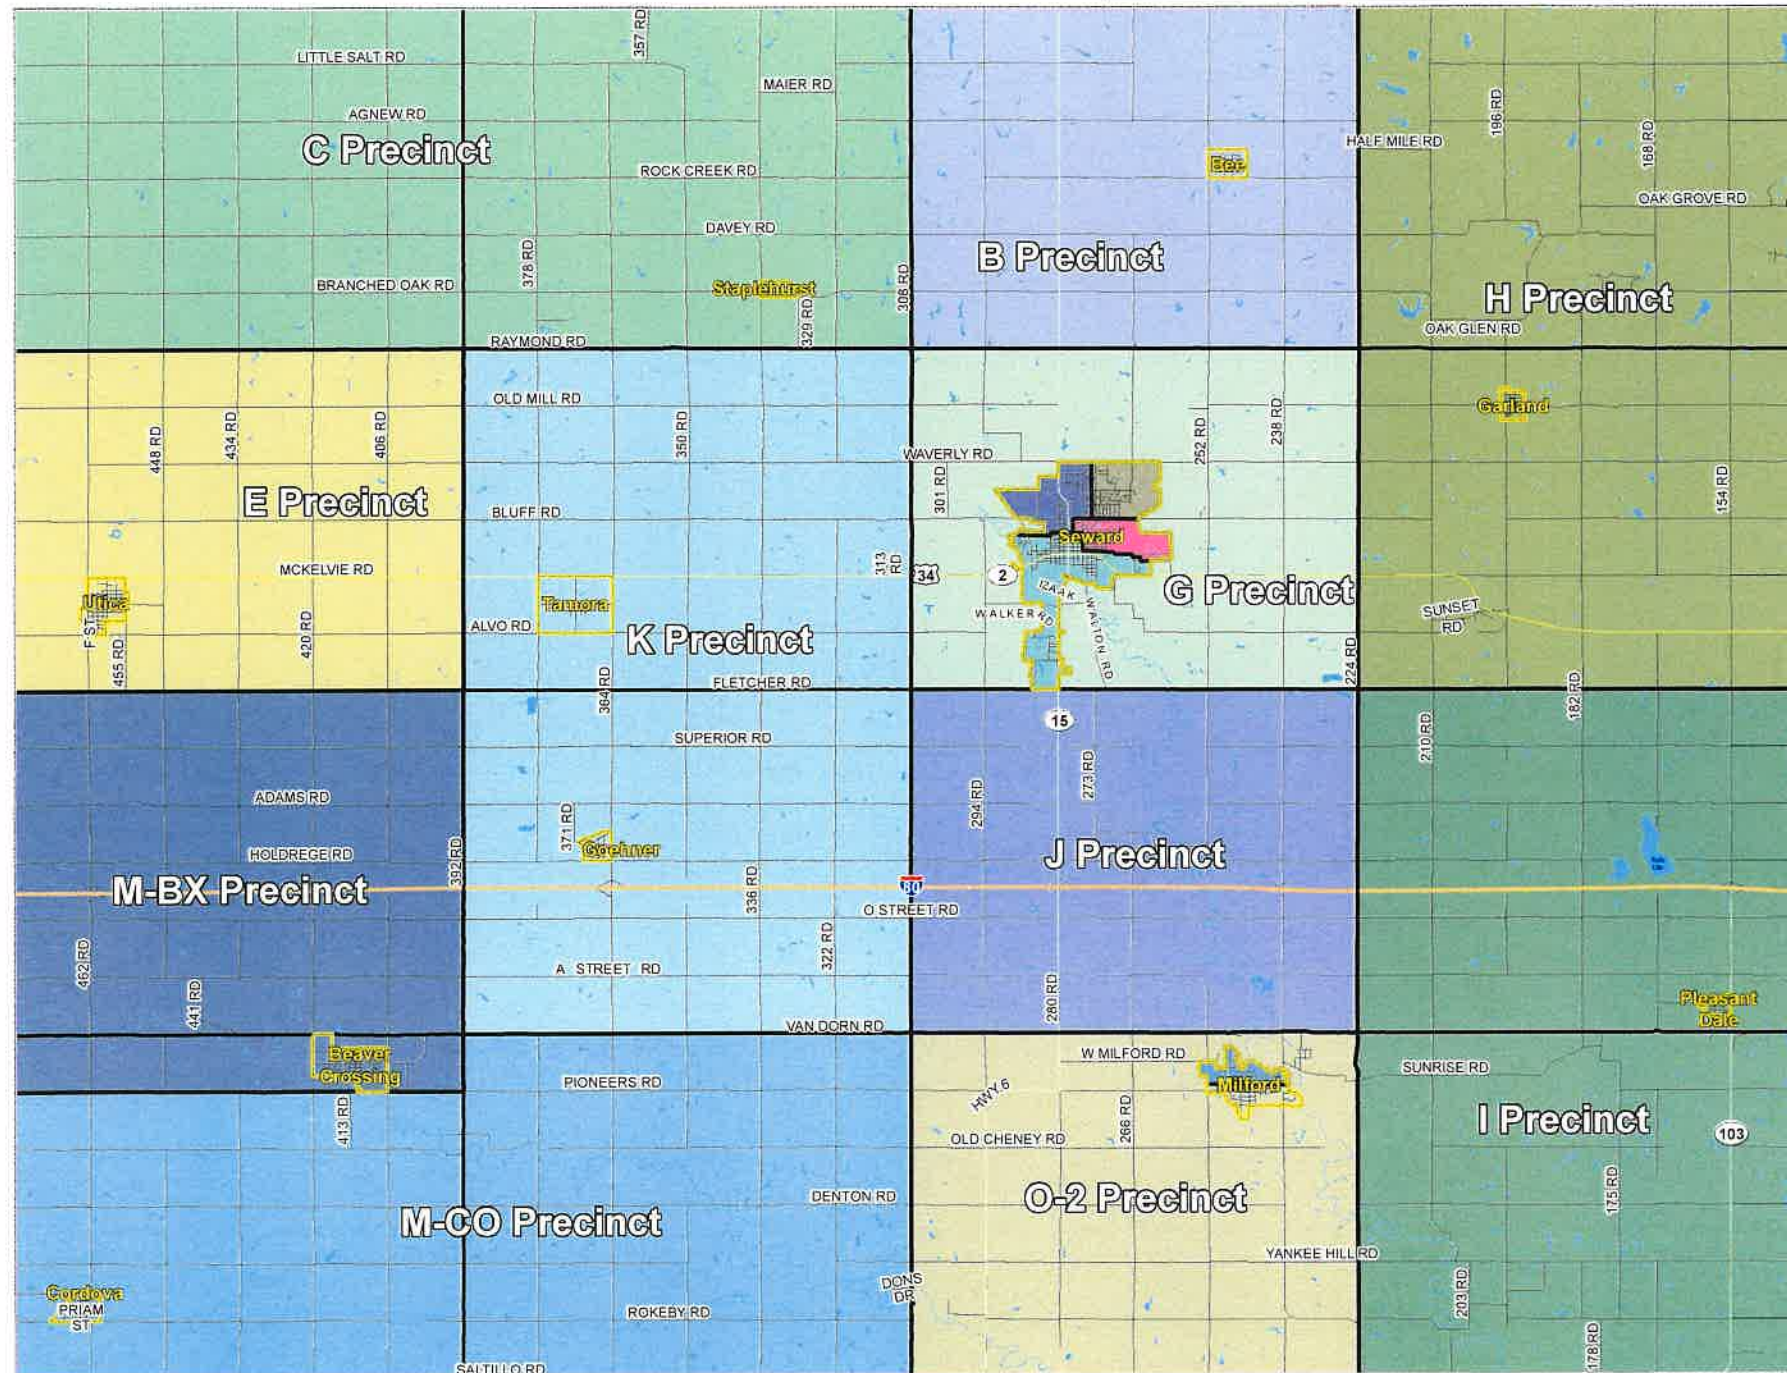 LITTLE SALT RD
357 RD
MAIER RD
AGNEW RD
C Precinct
ROCK CREEK RD
DAVEY RD
378 RD
BRANCHED OAK RD
Staplehurst
329 RD
308 RD
RAYMOND RD
Bee
B Precinct
HALF MILE RD
196 RD
168 RD
OAK GROVE RD
H Precinct
OAK GLEN RD
OLD MILL RD
448 RD
434 RD
406 RD
350 RD
E Precinct
BLUFF RD
MCKELVIE RD
313
RD
Utica
F ST
455 RD
420 RD
Tamora
ALVO RD
K Precinct
FLETCHER RD
364 RD
WAVERLY RD
301 RD
252 RD
238 RD
Seward
34
2
IZAAK
WALTON RD
WALKER RD
G Precinct
224 RD
Garland
154 RD
SUNSET
RD
182 RD
SUPERIOR RD
ADAMS RD
371 RD
Goehner
HOLDREGE RD
392 RD
M-BX Precinct
336 RD
80
O STREET RD
462 RD
441 RD
322 RD
A STREET RD
VAN DORN RD
15
273 RD
294 RD
J Precinct
280 RD
210 RD
Pleasant
Dale
Beaver
Crossing
413 RD
PIONEERS RD
DENTON RD
M-CO Precinct
Cordova
PRIAM
ST
DONS
DR
ROKEBY RD
SALTILLO RD
W MILFORD RD
Milford
HWY 6
266 RD
OLD CHENEY RD
O-2 Precinct
YANKEE HILL RD
SUNRISE RD
I Precinct
103
175 RD
203 RD
178 RD